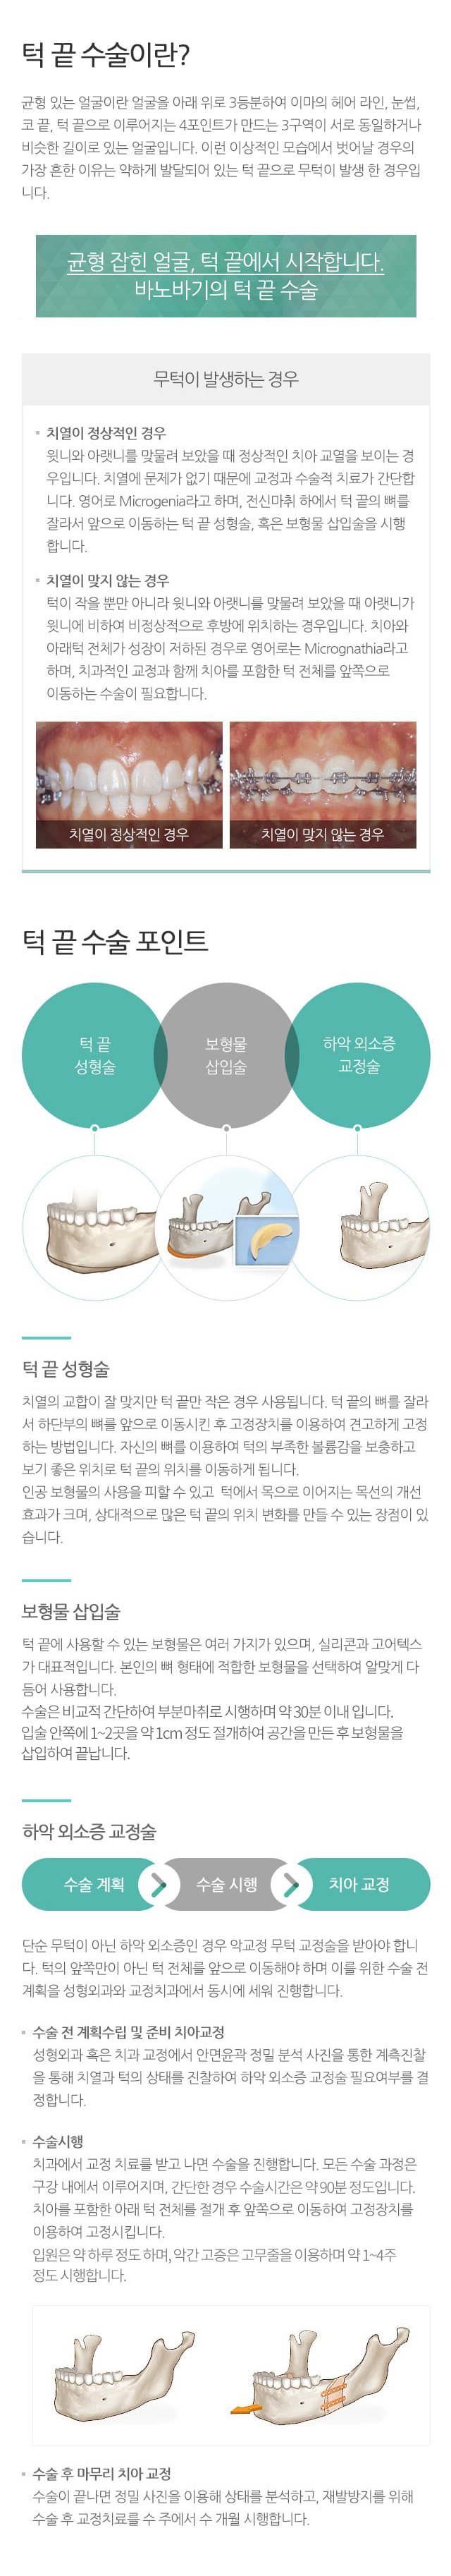 턱 끝 수술이란?
균형 있는 얼굴이란 얼굴을 아래 위로 3등분하여 이마의 헤어 라인, 눈썹,
코 끝, 턱 끝으로 이루어지는 4포인트가 만드는 3구역이 서로 동일하거나
비슷한 길이로 있는 얼굴입니다. 이런 이상적인 모습에서 벗어날 경우의
가장 흔한 이유는 약하게 발달되어 있는 턱 끝으로 무턱이 발생 한 경우입
니다.
균형 잡힌 얼굴, 턱 끝에서 시작합니다.
바노바기의 턱 끝 수술
무턱이 발생하는 경우
치열이 정상적인 경우
윗니와 아랫니를 맞물려 보았을 때 정상적인 치아 교열을 보이는 경
우입니다. 치열에 문제가 없기 때문에 교정과 수술적 치료가 간단합
니다. 영어로 Microgenia라고 하며, 전신마취 하에서 턱 끝의 뼈를
잘라서 앞으로 이동하는 턱 끝 성형술, 혹은 보형물 삽입술을 시행
합니다.
치열이 맞지 않는 경우
턱이 작을 뿐만 아니라 윗니와 아랫니를 맞물려 보았을 때 아랫니가
윗니에 비하여 비정상적으로 후방에 위치하는 경우입니다. 치아와
아래턱 전체가 성장이 저하된 경우로 영어로는 Micrognathia라고
하며, 치과적인 교정과 함께 치아를 포함한 턱 전체를 앞쪽으로
이동하는 수술이 필요합니다.
치열이 정상적인 경우
치열이 맞지 않는 경우
턱 끝 수술 포인트
턱 끝
성형술
보형물
삽입술
하악 외소증
교정술
턱 끝 성형술
치열의 교합이 잘 맞지만 턱 끝만 작은 경우 사용됩니다. 턱 끝의 뼈를 잘라
서 하단부의 뼈를 앞으로 이동시킨 후 고정장치를 이용하여 견고하게 고정
하는 방법입니다. 자신의 뼈를 이용하여 턱의 부족한 볼륨감을 보충하고
보기 좋은 위치로 턱 끝의 위치를 이동하게 됩니다.
인공 보형물의 사용을 피할 수 있고 턱에서 목으로 이어지는 목선의 개선
효과가 크며, 상대적으로 많은 턱 끝의 위치 변화를 만들 수 있는 장점이 있
습니다.
보형물 삽입술
턱 끝에 사용할 수 있는 보형물은 여러 가지가 있으며, 실리콘과 고어텍스
가 대표적입니다. 본인의 뼈 형태에 적합한 보형물을 선택하여 알맞게 다
듬어 사용합니다.
수술은 비교적 간단하여 부분마취로 시행하며 약 30분 이내 입니다.
입술 안쪽에 1~2곳을 약 1cm 정도 절개하여 공간을 만든 후 보형물을
삽입하여 끝납니다.
하악 외소증 교정술
수술 계획
수술 시행
치아 교정
단순 무턱이 아닌 하악 외소증인 경우 악교정 무턱 교정술을 받아야 합니
다. 턱의 앞쪽만이 아닌 턱 전체를 앞으로 이동해야 하며 이를 위한 수술 전
계획을 성형외과와 교정치과에서 동시에 세워 진행합니다.
수술 전 계획수립 및 준비 치아교정
성형외과 혹은 치과 교정에서 안면윤곽 정밀 분석 사진을 통한 계측진찰
을 통해 치열과 턱의 상태를 진찰하여 하악 외소증 교정술 필요여부를 결
정합니다.
수술시행
치과에서 교정 치료를 받고 나면 수술을 진행합니다. 모든 수술 과정은
구강 내에서 이루어지며, 간단한 경우 수술시간은 약 90분 정도입니다.
치아를 포함한 아래 턱 전체를 절개 후 앞쪽으로 이동하여 고정장치를
이용하여 고정시킵니다.
입원은 약 하루 정도 하며, 악간 고증은 고무줄을 이용하며 약 1~4주
정도 시행합니다.
수술 후 마무리 치아 교정
수술이 끝나면 정밀 사진을 이용해 상태를 분석하고, 재발방지를 위해
수술 후 교정치료를 수 주에서 수 개월 시행합니다.